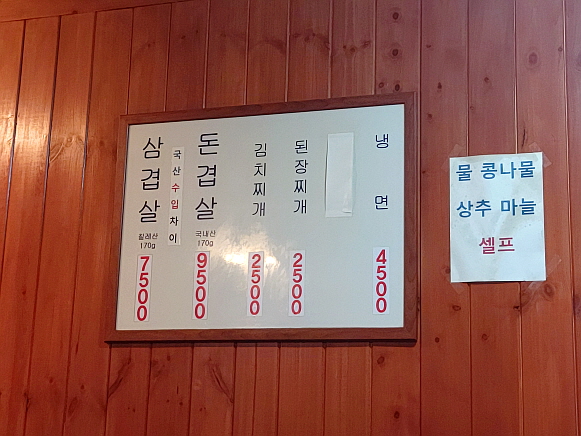 삼겹살
칠레산
170g
7500
국산수입차이
돈겹살
국내산
170g
9500
김치찌개
2500
된장찌개
2500
냉면
4500
물 콩나물
상추 마늘
셀프